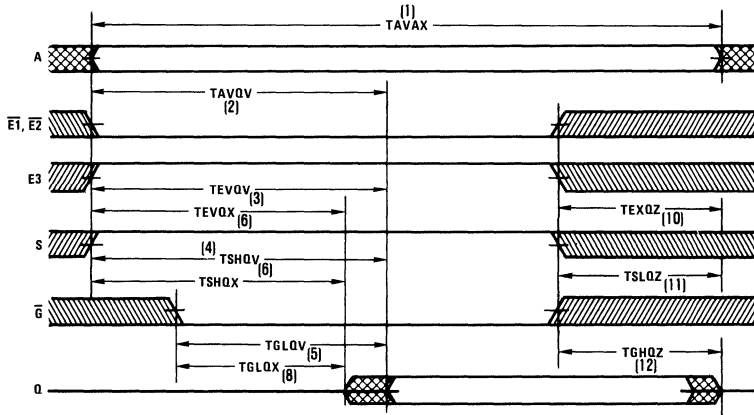 (1)
TAVAX
A
TAVQV
(2)
E1, E2
E3
TEVQV (3)
TEVQX (6)
TEXQZ (10)
S
(4)
TSHQV (6)
TSHQX
TSLQZ (11)
G
TGLQV (5)
TGLQX (8)
TGHQZ (12)
Q